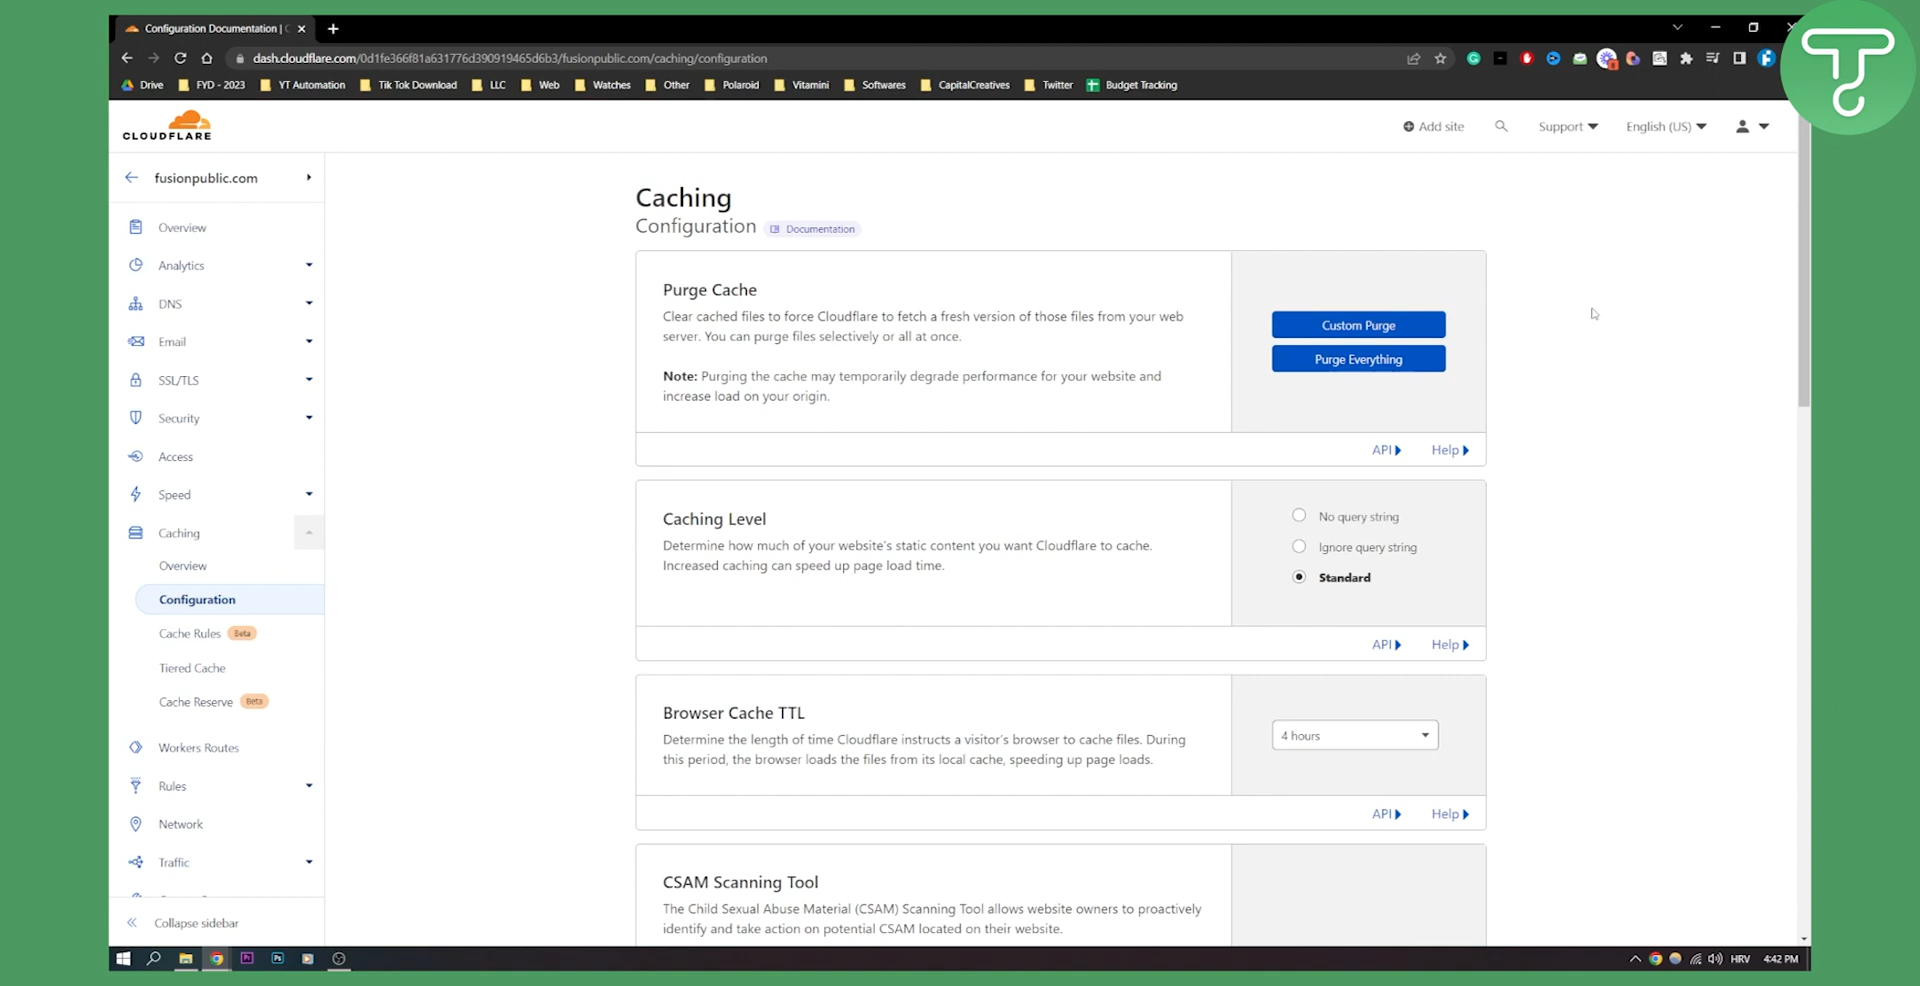 Configuration Documentation |
dash.cloudflare.com/0d1fe366f81a631776d390919465d6b3/fusionpublic.com/caching/configuration
Drive FYD - 2023 YT Automation Tik Tok Download LLC Web Watches Other Polaroid Vitamini Softwares CapitalCreatives Twitter Budget Tracking
CLOUDFLARE
Add site Support English (US)
fusionpublic.com
Overview
Analytics
DNS
Email
SSL/TLS
Security
Access
Speed
Caching
Overview
Configuration
Cache Rules Beta
Tiered Cache
Cache Reserve Beta
Workers Routes
Rules
Network
Traffic
Collapse sidebar
Caching
Configuration Documentation
Purge Cache
Clear cached files to force Cloudflare to fetch a fresh version of those files from your web
server. You can purge files selectively or all at once.
Note: Purging the cache may temporarily degrade performance for your website and
increase load on your origin.
Custom Purge
Purge Everything
API Help
Caching Level
Determine how much of your website's static content you want Cloudflare to cache.
Increased caching can speed up page load time.
No query string
Ignore query string
Standard
API Help
Browser Cache TTL
Determine the length of time Cloudflare instructs a visitor's browser to cache files. During
this period, the browser loads the files from its local cache, speeding up page loads.
4 hours
API Help
CSAM Scanning Tool
The Child Sexual Abuse Material (CSAM) Scanning Tool allows website owners to proactively
identify and take action on potential CSAM located on their website.
Pr Ps
HRV 4:42 PM